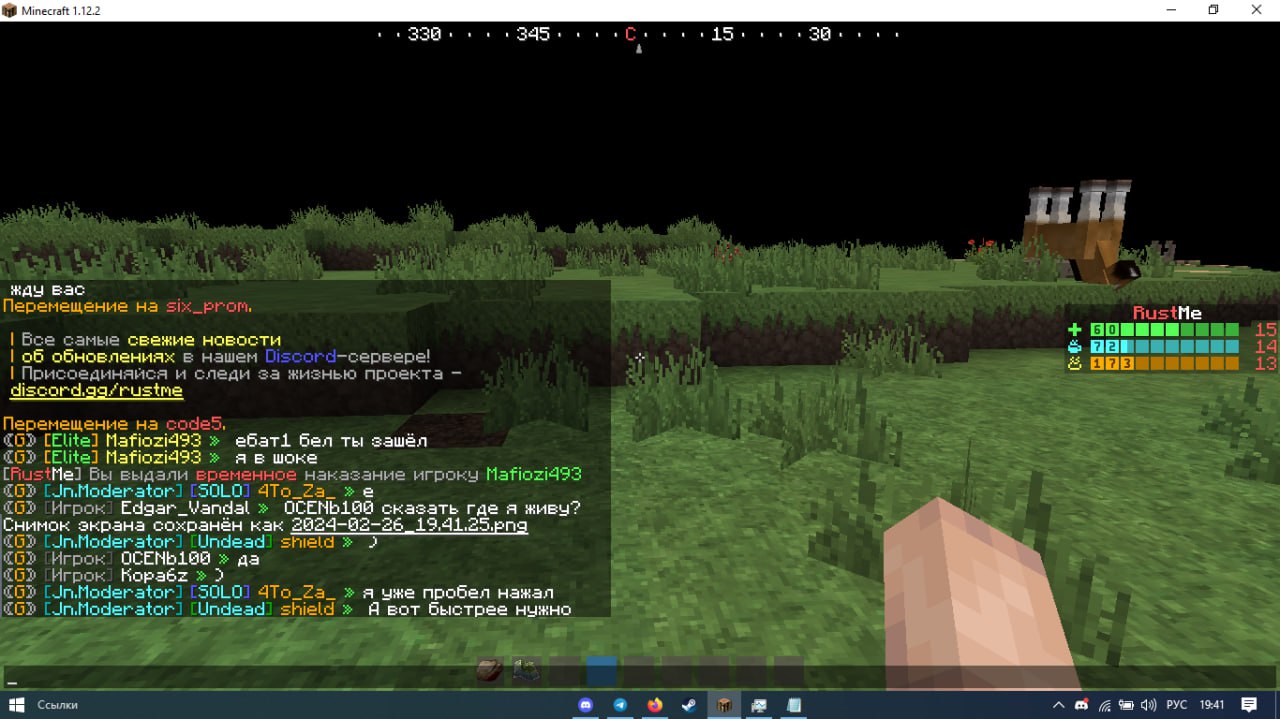 Minecraft 1.12.2
· · 330 · · · · 345 · · · · C · · · · 15 · · · · 30 · · · ·
жду вас
Перемещение на six_prom.
| Все самые свежие новости
| об обновлениях в нашем Discord-сервере!
| Присоединяйся и следи за жизнью проекта –
discord.gg/rustme
Перемещение на code5.
(G) [Elite] Mafiozi493 » ебат1 бел ты зашёл
(G) [Elite] Mafiozi493 » я в шоке
[RustMe] Вы выдали временное наказание игроку Mafiozi493
(G) [Jn.Moderator] [SOLO] 4To_Za_ » е
(G) [Игрок] Edgar_Vandal » OCENb100 сказать где я живу?
Снимок экрана сохранён как 2024-02-26_19.41.25.png
(G) [Jn.Moderator] [Undead] shield » )
(G) [Игрок] OCENb100 » да
(G) [Игрок] Kopa6z » )
(G) [Jn.Moderator] [SOLO] 4To_Za_ » я уже пробел нажал
(G) [Jn.Moderator] [Undead] shield » А вот быстрее нужно
_
RustMe
60 15
72 14
173 13
Ссылки
РУС 19:41